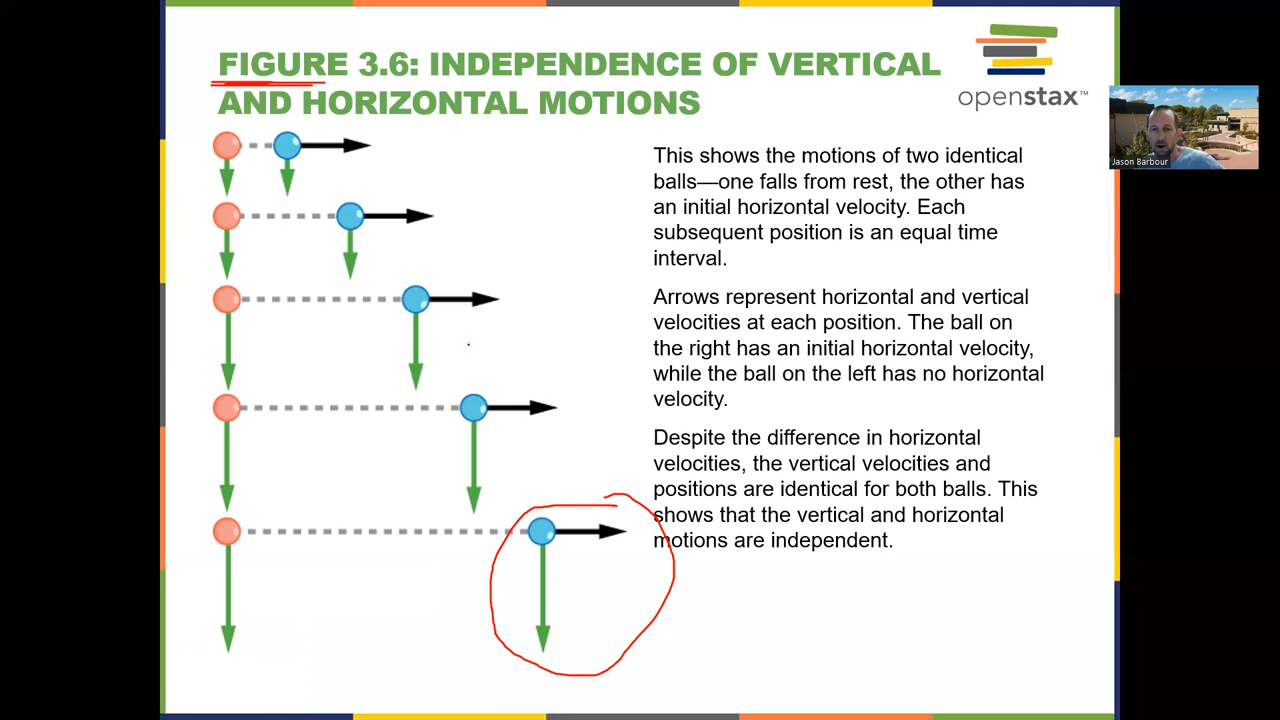 FIGURE 3.6: INDEPENDENCE OF VERTICAL
AND HORIZONTAL MOTIONS
openstax™
Jason Barbour
This shows the motions of two identical
balls—one falls from rest, the other has
an initial horizontal velocity. Each
subsequent position is an equal time
interval.
Arrows represent horizontal and vertical
velocities at each position. The ball on
the right has an initial horizontal velocity,
while the ball on the left has no horizontal
velocity.
Despite the difference in horizontal
velocities, the vertical velocities and
positions are identical for both balls. This
shows that the vertical and horizontal
motions are independent.